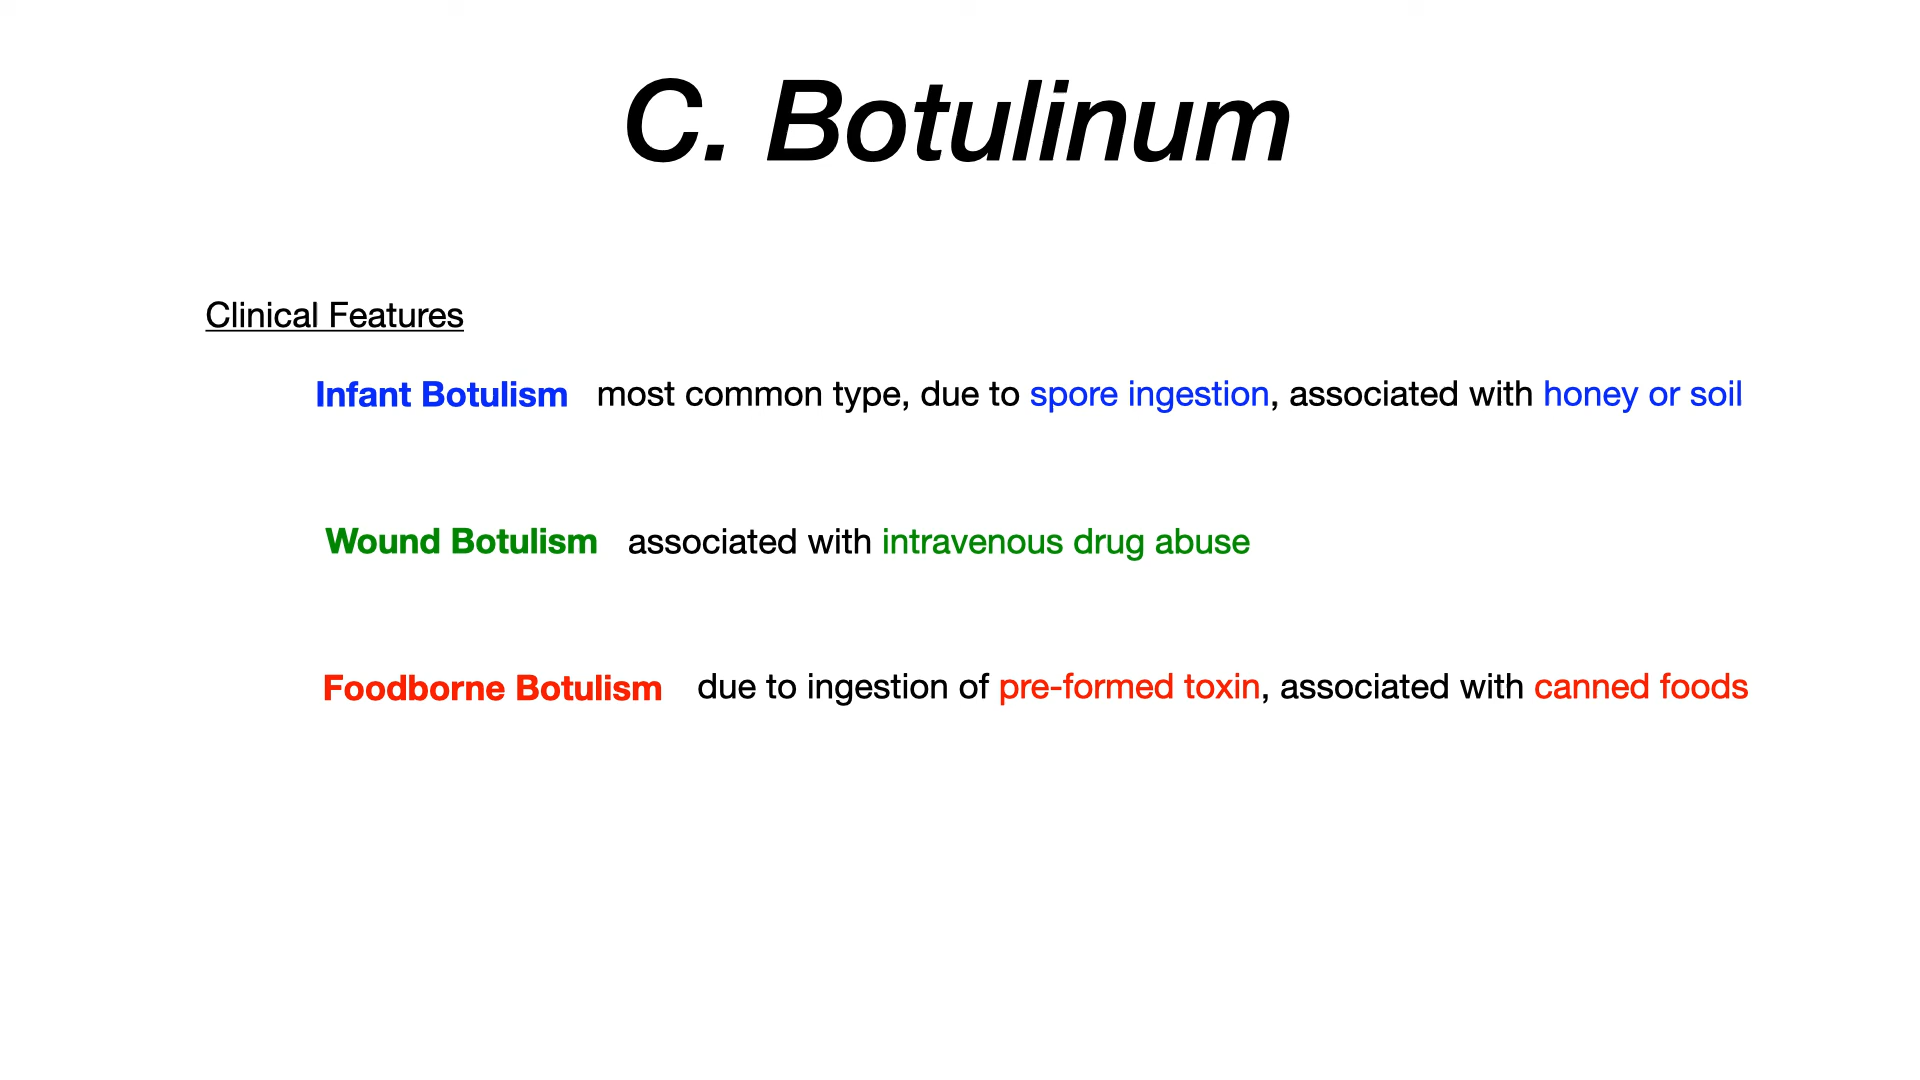 C. Botulinum
Clinical Features
Infant Botulism most common type, due to spore ingestion, associated with honey or soil
Wound Botulism associated with intravenous drug abuse
Foodborne Botulism due to ingestion of pre-formed toxin, associated with canned foods